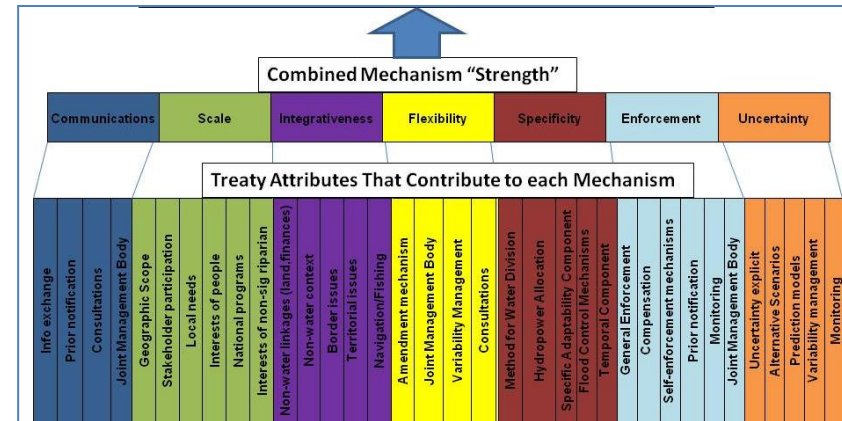 Combined Mechanism “Strength”
Communications
Scale
Integrativeness
Flexibility
Specificity
Enforcement
Uncertainty
Treaty Attributes That Contribute to each Mechanism
Info exchange
Prior notification
Consultations
Joint Management Body
Geographic Scope
Stakeholder participation
Local needs
Interests of people
National programs
Interests of non-sig riparian
Non-water linkages (land,finances)
Non-water context
Border issues
Territorial issues
Navigation/Fishing
Amendment mechanism
Joint Management Body
Variability Management
Consultations
Method for Water Division
Hydropower Allocation
Specific Adaptability Component
Flood Control Mechanisms
Temporal Component
General Enforcement
Compensation
Self-enforcement mechanisms
Prior notification
Monitoring
Joint Management Body
Uncertainty explicit
Alternative Scenarios
Prediction models
Variability management
Monitoring